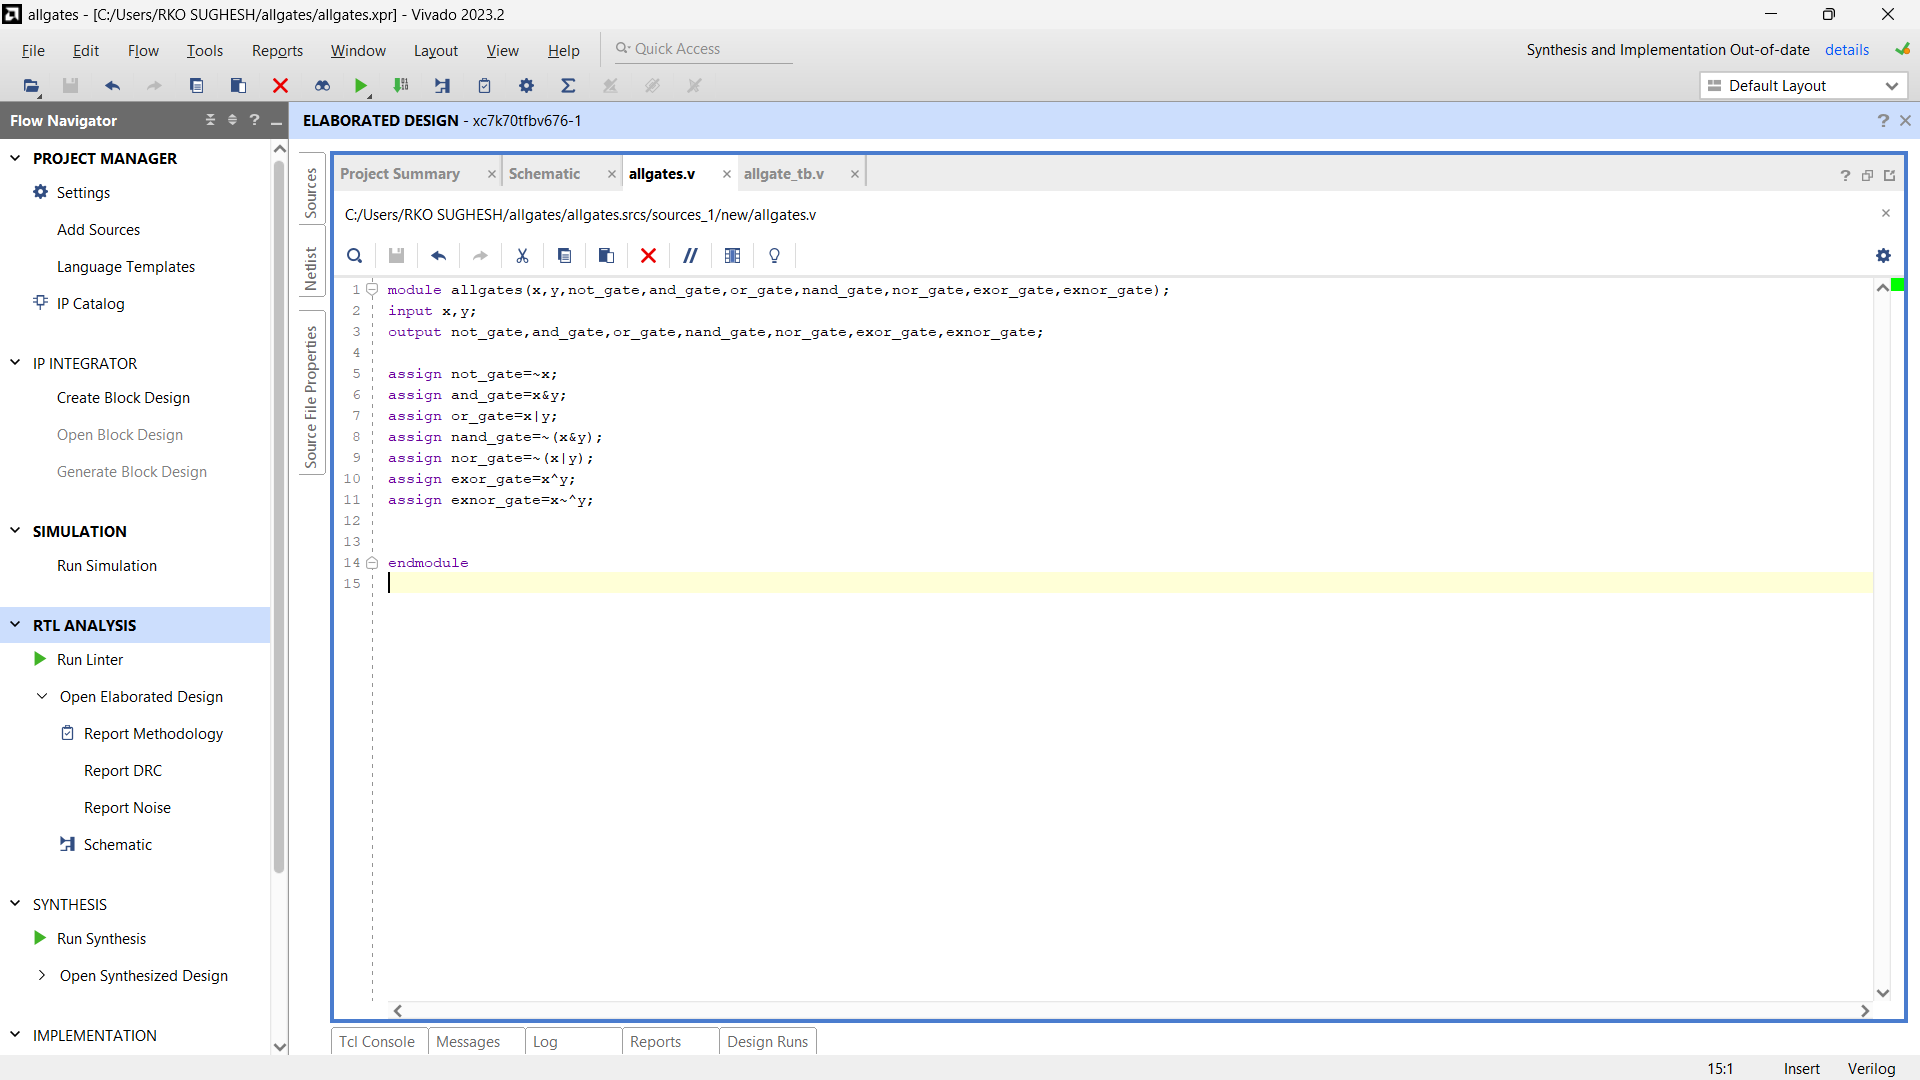 allgates - [C:/Users/RKO SUGHESH/allgates/allgates.xpr] - Vivado 2023.2
File Edit Flow Tools Reports Window Layout View Help Quick Access
Synthesis and Implementation Out-of-date details
Default Layout
Flow Navigator
ELABORATED DESIGN - xc7k70tfbv676-1
PROJECT MANAGER
Settings
Add Sources
Language Templates
IP Catalog
IP INTEGRATOR
Create Block Design
Open Block Design
Generate Block Design
SIMULATION
Run Simulation
RTL ANALYSIS
Run Linter
Open Elaborated Design
Report Methodology
Report DRC
Report Noise
Schematic
SYNTHESIS
Run Synthesis
Open Synthesized Design
IMPLEMENTATION
Sources
Netlist
Source File Properties
Project Summary Schematic allgates.v allgate_tb.v
C:/Users/RKO SUGHESH/allgates/allgates.srcs/sources_1/new/allgates.v
1 module allgates(x,y,not_gate,and_gate,or_gate,nand_gate,nor_gate,exor_gate,exnor_gate);
2 input x,y;
3 output not_gate,and_gate,or_gate,nand_gate,nor_gate,exor_gate,exnor_gate;
4
5 assign not_gate=~x;
6 assign and_gate=x&y;
7 assign or_gate=x|y;
8 assign nand_gate=~(x&y);
9 assign nor_gate=~(x|y);
10 assign exor_gate=x^y;
11 assign exnor_gate=x~^y;
12
13
14 endmodule
15
Tcl Console Messages Log Reports Design Runs
15:1 Insert Verilog